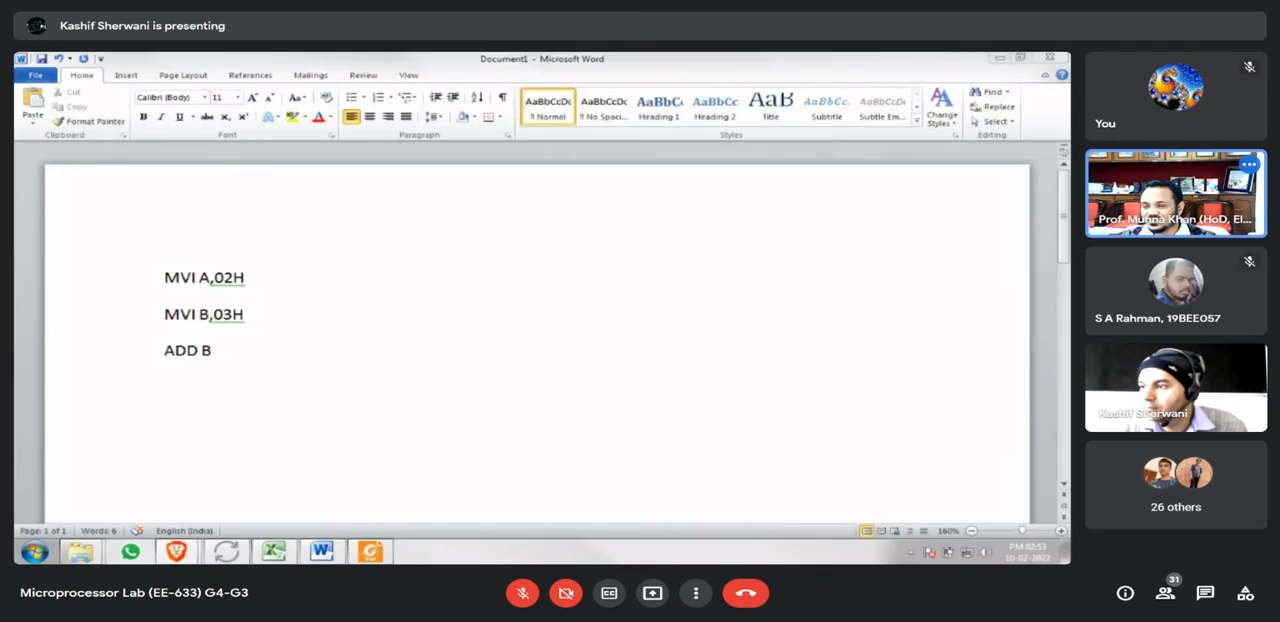 Kashif Sherwani is presenting
Document1 - Microsoft Word
File Home Insert Page Layout References Mailings Review View
Paste
Cut
Copy
Format Painter
Clipboard
Calibri (Body) 11
Font
Paragraph
AaBbCcDc AaBbCcDc AaBbC AaBbCc AaB AaBbCc. AaBbCcDc
¶ Normal ¶ No Spaci... Heading 1 Heading 2 Title Subtitle Subtle Em...
Change Styles
Styles
Find
Replace
Select
Editing
MVI A,02H
MVI B,03H
ADD B
Page: 1 of 1 Words: 6 English (India) 160%
PM 02:53
10-02-2022
You
Prof. Munna Khan (HoD, El...
S A Rahman, 19BEE057
Kashif Sherwani
26 others
Microprocessor Lab (EE-633) G4-G3
31